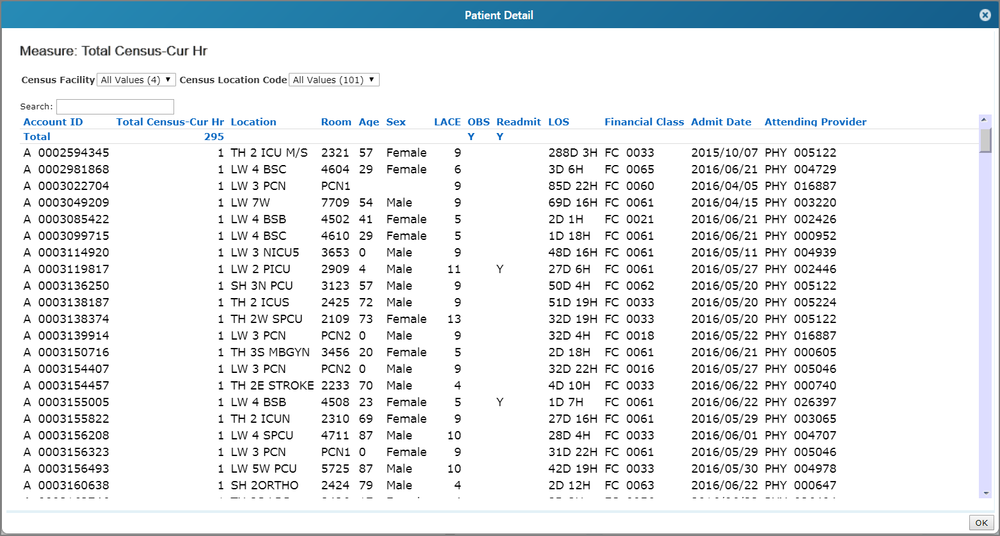 Patient Detail
Measure: Total Census-Cur Hr
Census Facility All Values (4) ▼ Census Location Code All Values (101) ▼
Search:
Account ID Total Census-Cur Hr Location Room Age Sex LACE OBS Readmit LOS Financial Class Admit Date Attending Provider
Total 295 Y Y
A 0002594345 1 TH 2 ICU M/S 2321 57 Female 9 288D 3H FC 0033 2015/10/07 PHY 005122
A 0002981868 1 LW 4 BSC 4604 29 Female 6 3D 6H FC 0065 2016/06/21 PHY 004729
A 0003022704 1 LW 3 PCN PCN1 9 85D 22H FC 0060 2016/04/05 PHY 016887
A 0003049209 1 LW 7W 7709 54 Male 9 69D 16H FC 0061 2016/04/15 PHY 003220
A 0003085422 1 LW 4 BSB 4502 41 Female 5 2D 1H FC 0021 2016/06/21 PHY 002426
A 0003099715 1 LW 4 BSC 4610 29 Female 5 1D 18H FC 0061 2016/06/21 PHY 000952
A 0003114920 1 LW 3 NICU5 3653 0 Male 9 48D 16H FC 0061 2016/05/11 PHY 004939
A 0003119817 1 LW 2 PICU 2909 4 Male 11 Y 27D 6H FC 0061 2016/05/27 PHY 002446
A 0003136250 1 SH 3N PCU 3123 57 Male 9 50D 4H FC 0062 2016/05/20 PHY 005122
A 0003138187 1 TH 2 ICUS 2425 72 Male 9 51D 19H FC 0033 2016/05/20 PHY 005224
A 0003138374 1 TH 2W SPCU 2109 73 Female 13 32D 19H FC 0033 2016/05/20 PHY 005122
A 0003139914 1 LW 3 PCN PCN2 0 Male 9 32D 4H FC 0018 2016/05/22 PHY 016887
A 0003150716 1 TH 3S MBGYN 3456 20 Female 5 2D 18H FC 0061 2016/06/21 PHY 000605
A 0003154407 1 LW 3 PCN PCN2 0 Male 9 32D 22H FC 0016 2016/05/27 PHY 005046
A 0003154457 1 TH 2E STROKE 2233 70 Male 4 4D 10H FC 0033 2016/06/22 PHY 000740
A 0003155005 1 LW 4 BSB 4508 23 Female 5 Y 1D 7H FC 0061 2016/06/22 PHY 026397
A 0003155822 1 TH 2 ICUN 2310 69 Female 9 27D 16H FC 0061 2016/05/29 PHY 003065
A 0003156208 1 LW 4 SPCU 4711 87 Male 10 28D 4H FC 0033 2016/06/01 PHY 004707
A 0003156323 1 LW 3 PCN PCN1 0 Female 9 31D 22H FC 0061 2016/05/29 PHY 005046
A 0003156493 1 LW 5W PCU 5725 87 Male 10 42D 19H FC 0033 2016/05/30 PHY 004978
A 0003160638 1 SH 2ORTHO 2424 79 Male 4 2D 12H FC 0063 2016/06/22 PHY 000647
OK